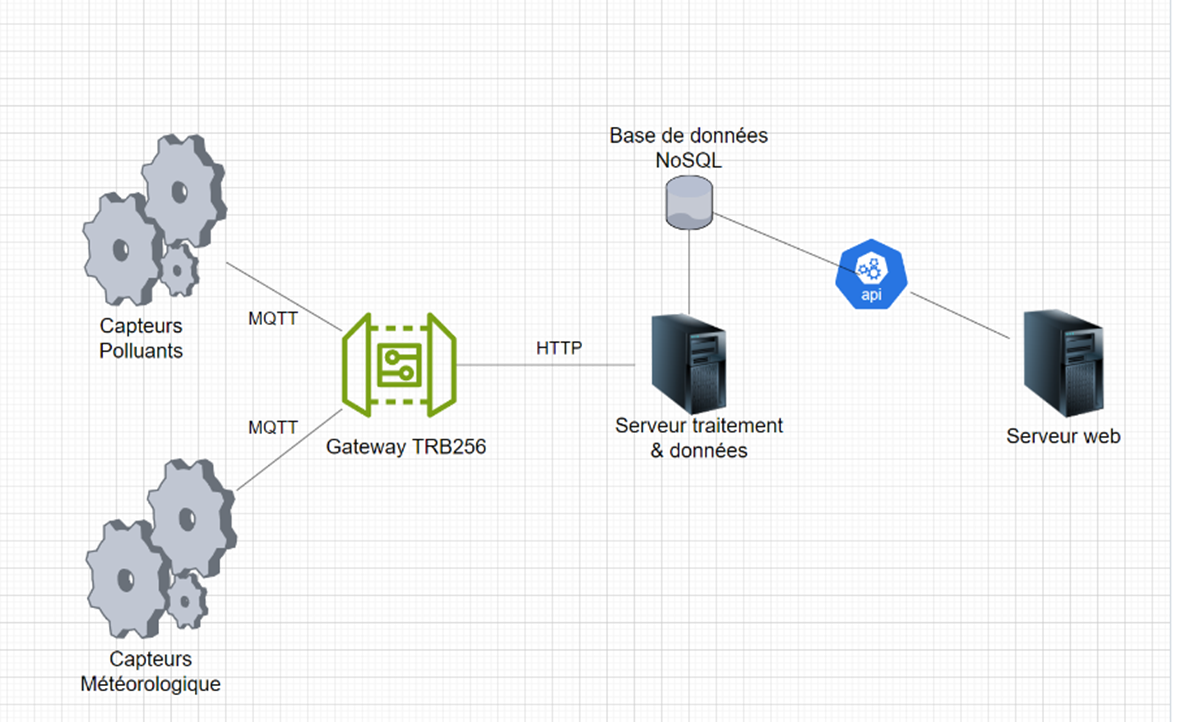 Base de données
NoSQL
api
Capteurs
Polluants
MQTT
HTTP
MQTT
Gateway TRB256
Serveur traitement
& données
Serveur web
Capteurs
Météorologique